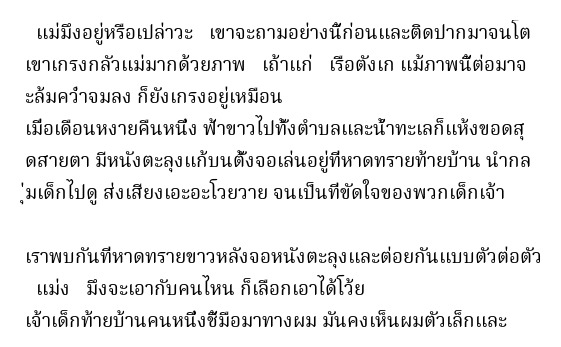 แม่มึงอยู่หรือเปล่าวะ เขาจะถามอย่างนี้ก่อนและติดปากมาจนโต
เขาเกรงกลัวแม่มากด้วยภาพ เถ้าแก่ เรือตังเก แม้ภาพนี้ต่อมาจ
ะล้มคว่ำจมลง ก็ยังเกรงอยู่เหมือน
เมื่อเดือนหงายคืนหนึ่ง ฟ้าขาวไปทั้งตำบลและน้ำทะเลก็แห้งขอดสุ
ดสายตา มีหนังตะลุงแก้บนตั้งจอเล่นอยู่ที่หาดทรายท้ายบ้าน นำกล
ุ่มเด็กไปดู ส่งเสียงเอะอะโวยวาย จนเป็นที่ขัดใจของพวกเด็กเจ้า
เราพบกันที่หาดทรายขาวหลังจอหนังตะลุงและต่อยกันแบบตัวต่อตัว
แม่ง มึงจะเอากับคนไหน ก็เลือกเอาได้โว้ย
เจ้าเด็กท้ายบ้านคนหนึ่งชี้มือมาทางผม มันคงเห็นผมตัวเล็กและ